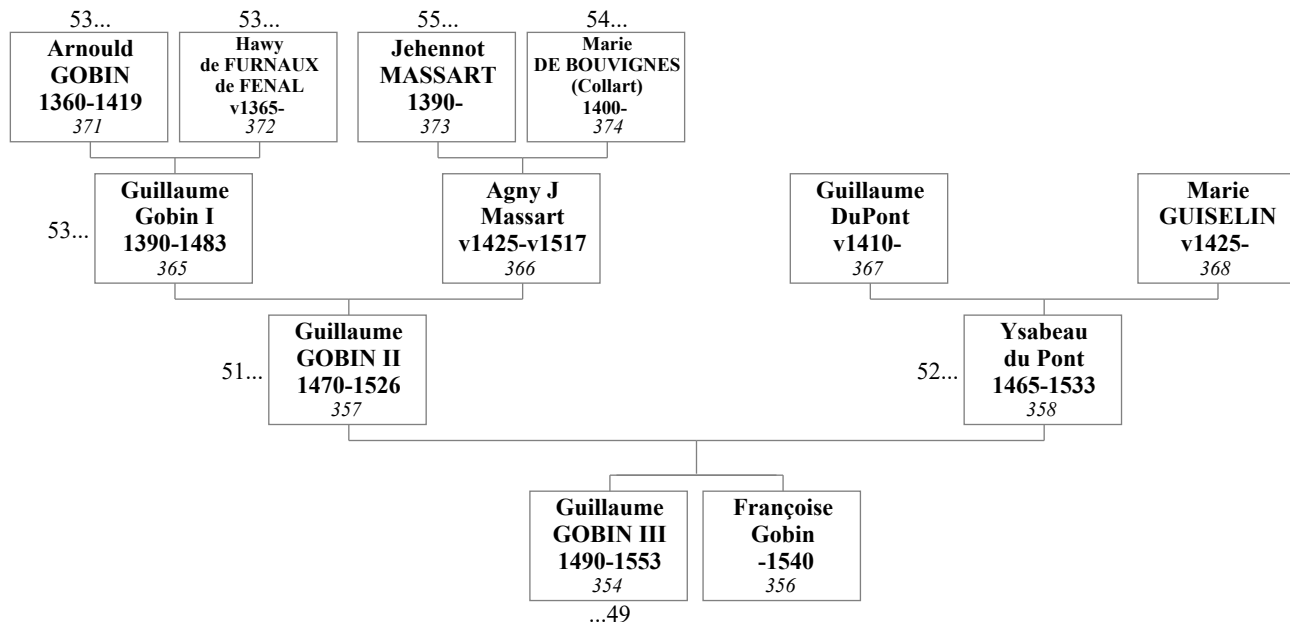 53...
53...
55...
54...
Arnould
GOBIN
1360-1419
371
Hawy
de FURNAUX
de FENAL
v1365-
372
Jehennot
MASSART
1390-
373
Marie
DE BOUVIGNES
(Collart)
1400-
374
53...
Guillaume
Gobin I
1390-1483
365
Agny J
Massart
v1425-v1517
366
Guillaume
DuPont
v1410-
367
Marie
GUISELIN
v1425-
368
51...
Guillaume
GOBIN II
1470-1526
357
52...
Ysabeau
du Pont
1465-1533
358
Guillaume
GOBIN III
1490-1553
354
...49
Françoise
Gobin
-1540
356